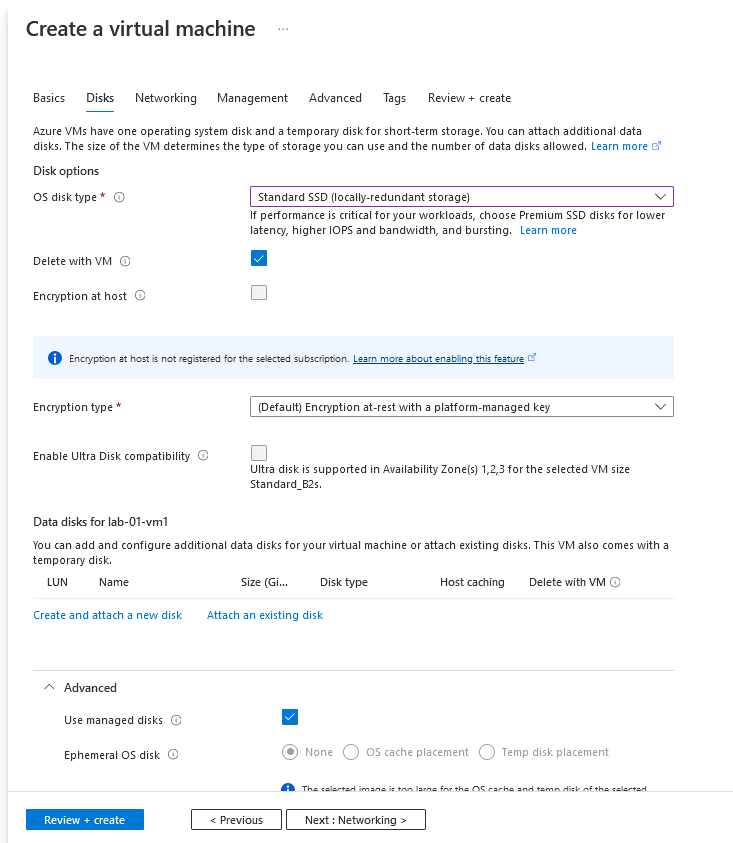 Create a virtual machine ...
Basics Disks Networking Management Advanced Tags Review + create
Azure VMs have one operating system disk and a temporary disk for short-term storage. You can attach additional data
disks. The size of the VM determines the type of storage you can use and the number of data disks allowed. Learn more
Disk options
OS disk type *
Standard SSD (locally-redundant storage)
If performance is critical for your workloads, choose Premium SSD disks for lower
latency, higher IOPS and bandwidth, and bursting. Learn more
Delete with VM
Encryption at host
Encryption at host is not registered for the selected subscription. Learn more about enabling this feature
Encryption type *
(Default) Encryption at-rest with a platform-managed key
Enable Ultra Disk compatibility
Ultra disk is supported in Availability Zone(s) 1,2,3 for the selected VM size
Standard_B2s.
Data disks for lab-01-vm1
You can add and configure additional data disks for your virtual machine or attach existing disks. This VM also comes with a
temporary disk.
LUN Name Size (Gi... Disk type Host caching Delete with VM
Create and attach a new disk Attach an existing disk
Advanced
Use managed disks
Ephemeral OS disk
None OS cache placement Temp disk placement
The selected image is too large for the OS cache and temp disk of the selected
Review + create < Previous Next : Networking >